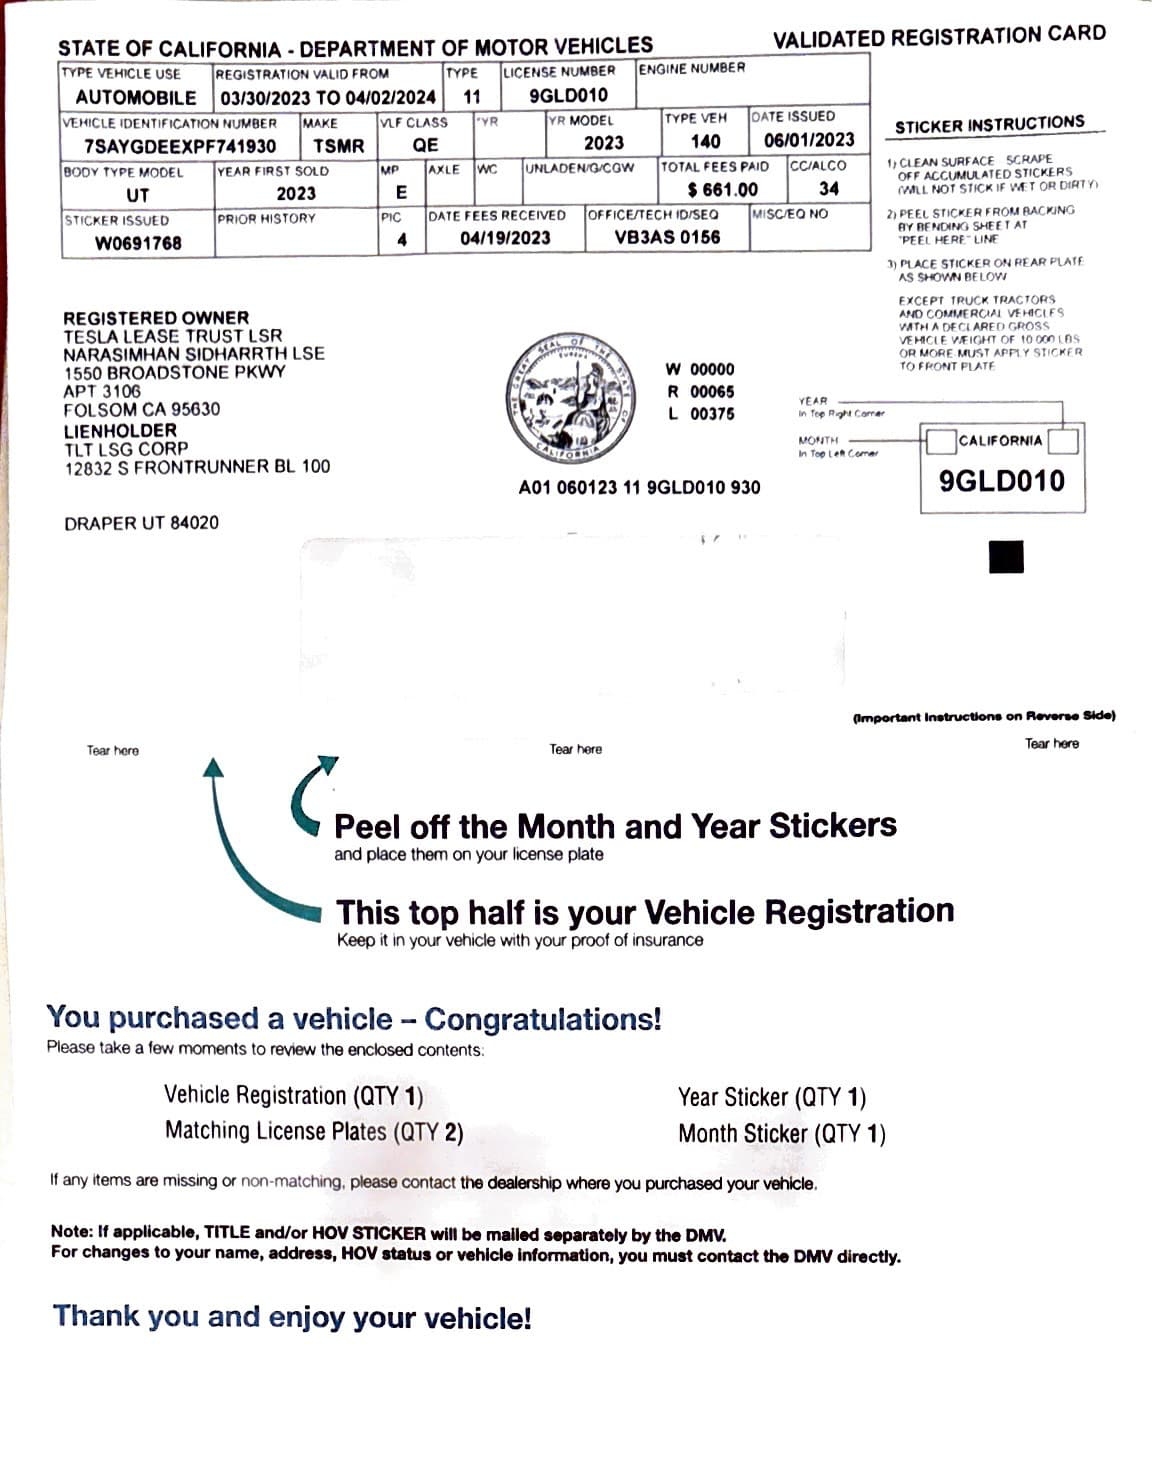 STATE OF CALIFORNIA - DEPARTMENT OF MOTOR VEHICLES
VALIDATED REGISTRATION CARD
TYPE VEHICLE USE REGISTRATION VALID FROM TYPE LICENSE NUMBER ENGINE NUMBER
AUTOMOBILE 03/30/2023 TO 04/02/2024 11 9GLD010
VEHICLE IDENTIFICATION NUMBER MAKE VLF CLASS *YR YR MODEL TYPE VEH DATE ISSUED
7SAYGDEEXPF741930 TSMR QE 2023 140 06/01/2023
BODY TYPE MODEL YEAR FIRST SOLD MP AXLE WC UNLADEN/G/CGW TOTAL FEES PAID CC/ALCO
UT 2023 E $ 661.00 34
STICKER ISSUED PRIOR HISTORY PIC DATE FEES RECEIVED OFFICE/TECH ID/SEQ MISC/EQ NO
W0691768 4 04/19/2023 VB3AS 0156
STICKER INSTRUCTIONS
1) CLEAN SURFACE SCRAPE
OFF ACCUMULATED STICKERS
(WILL NOT STICK IF WET OR DIRTY)
2) PEEL STICKER FROM BACKING
BY BENDING SHEET AT
"PEEL HERE" LINE
3) PLACE STICKER ON REAR PLATE
AS SHOWN BELOW
EXCEPT TRUCK TRACTORS
AND COMMERCIAL VEHICLES
WITH A DECLARED GROSS
VEHICLE WEIGHT OF 10 000 LBS
OR MORE MUST APPLY STICKER
TO FRONT PLATE
REGISTERED OWNER
TESLA LEASE TRUST LSR
NARASIMHAN SIDHARRTH LSE
1550 BROADSTONE PKWY
APT 3106
FOLSOM CA 95630
LIENHOLDER
TLT LSG CORP
12832 S FRONTRUNNER BL 100
DRAPER UT 84020
W 00000
R 00065
L 00375
A01 060123 11 9GLD010 930
YEAR
In Top Right Corner
MONTH
In Top Left Corner
CALIFORNIA
9GLD010
(Important Instructions on Reverse Side)
Tear here Tear here Tear here
Peel off the Month and Year Stickers
and place them on your license plate
This top half is your Vehicle Registration
Keep it in your vehicle with your proof of insurance
You purchased a vehicle – Congratulations!
Please take a few moments to review the enclosed contents:
Vehicle Registration (QTY 1) Year Sticker (QTY 1)
Matching License Plates (QTY 2) Month Sticker (QTY 1)
If any items are missing or non-matching, please contact the dealership where you purchased your vehicle.
Note: If applicable, TITLE and/or HOV STICKER will be mailed separately by the DMV.
For changes to your name, address, HOV status or vehicle information, you must contact the DMV directly.
Thank you and enjoy your vehicle!